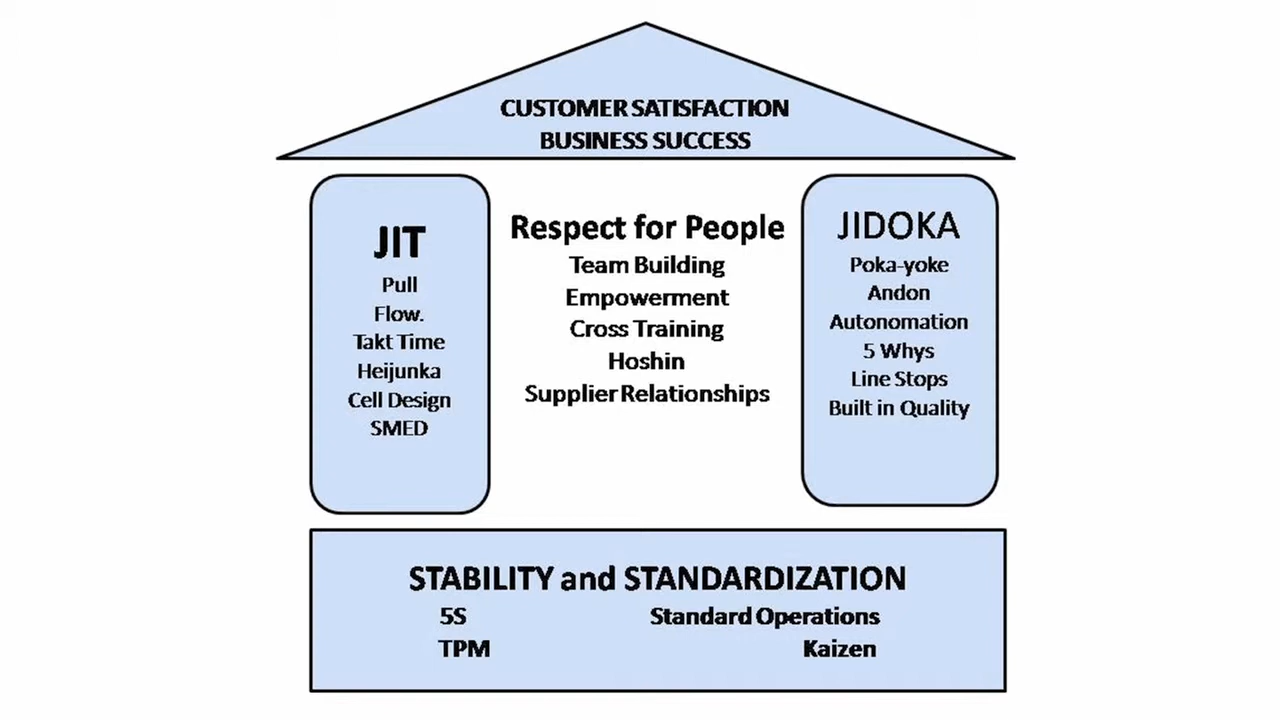 CUSTOMER SATISFACTION
BUSINESS SUCCESS
JIT
Pull
Flow.
Takt Time
Heijunka
Cell Design
SMED
Respect for People
Team Building
Empowerment
Cross Training
Hoshin
Supplier Relationships
JIDOKA
Poka-yoke
Andon
Autonomation
5 Whys
Line Stops
Built in Quality
STABILITY and STANDARDIZATION
5S Standard Operations
TPM Kaizen